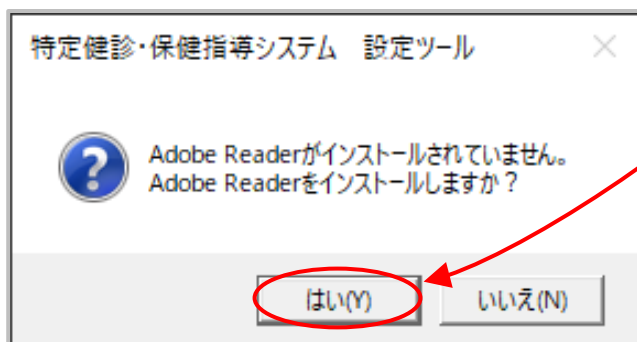 特定健診・保健指導システム　設定ツール
Adobe Readerがインストールされていません。
Adobe Readerをインストールしますか？
はい(Y)
いいえ(N)